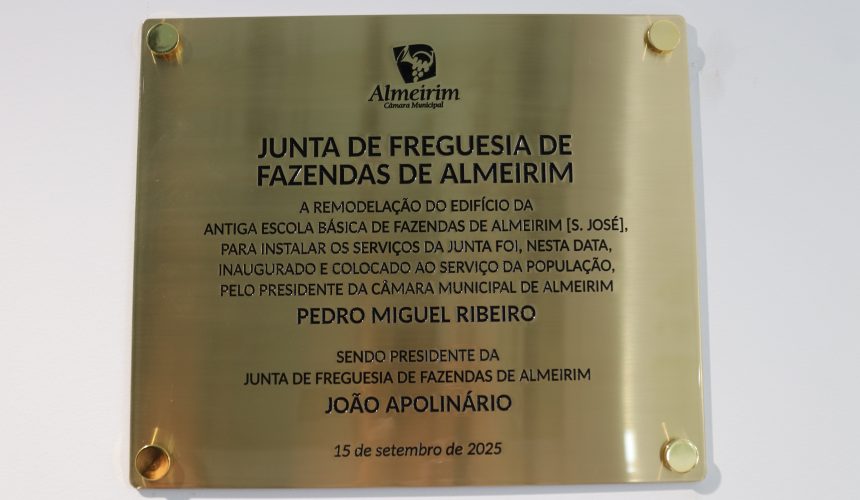 Almeirim
Câmara Municipal
JUNTA DE FREGUESIA DE
FAZENDAS DE ALMEIRIM
A REMODELAÇÃO DO EDIFÍCIO DA
ANTIGA ESCOLA BÁSICA DE FAZENDAS DE ALMEIRIM [S. JOSÉ],
PARA INSTALAR OS SERVIÇOS DA JUNTA FOI, NESTA DATA,
INAUGURADO E COLOCADO AO SERVIÇO DA POPULAÇÃO,
PELO PRESIDENTE DA CÂMARA MUNICIPAL DE ALMEIRIM
PEDRO MIGUEL RIBEIRO
SENDO PRESIDENTE DA
JUNTA DE FREGUESIA DE FAZENDAS DE ALMEIRIM
JOÃO APOLINÁRIO
15 de setembro de 2025